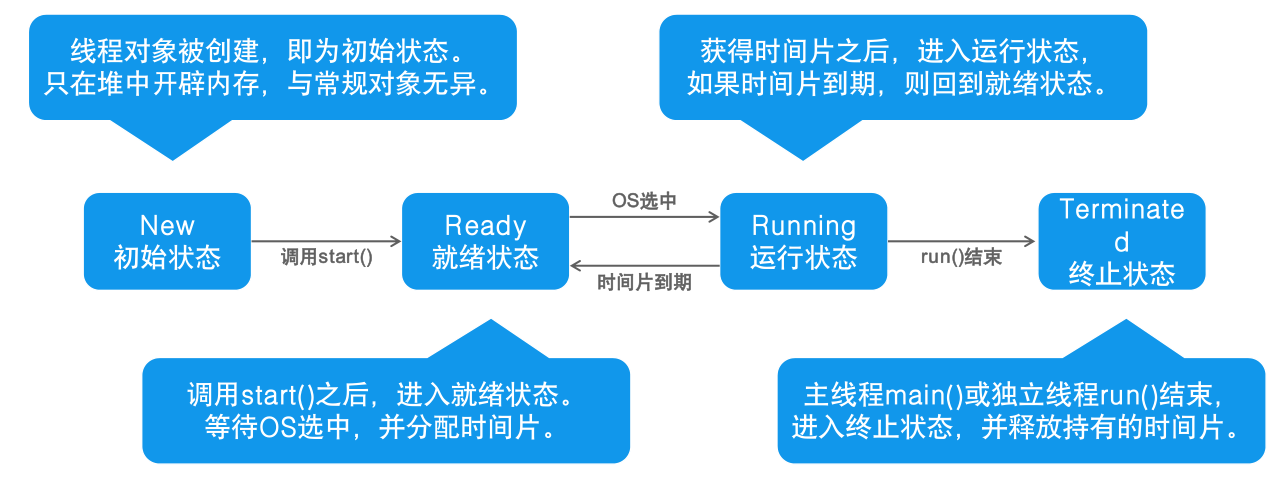 线程对象被创建，即为初始状态。
只在堆中开辟内存，与常规对象无异。
获得时间片之后，进入运行状态，
如果时间片到期，则回到就绪状态。
New
初始状态
调用start()
Ready
就绪状态
OS选中
时间片到期
Running
运行状态
run()结束
Terminate
d
终止状态
调用start()之后，进入就绪状态。
等待OS选中，并分配时间片。
主线程main()或独立线程run()结束，
进入终止状态，并释放持有的时间片。